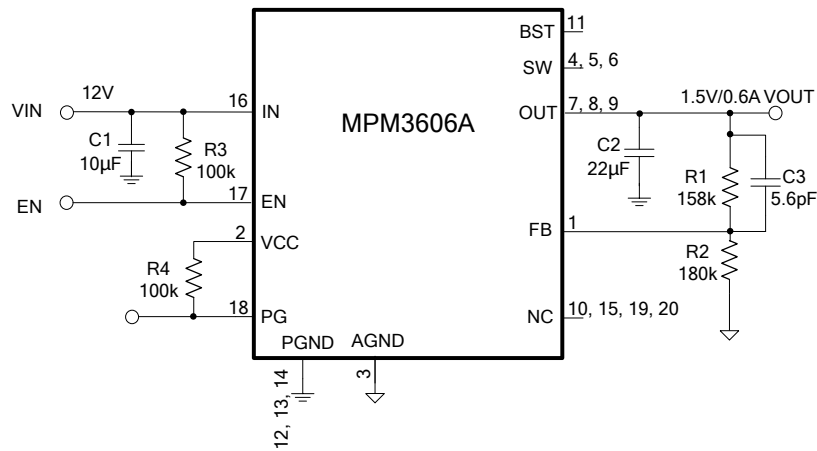 BST
11
SW
4, 5, 6
VIN
12V
16
IN
MPM3606A
OUT
7, 8, 9
1.5V/0.6A VOUT
C1
10µF
R3
100k
C2
22µF
R1
158k
C3
5.6pF
EN
17
EN
2
VCC
FB
1
R4
100k
R2
180k
18
PG
NC
10, 15, 19, 20
PGND
AGND
12, 13, 14
3